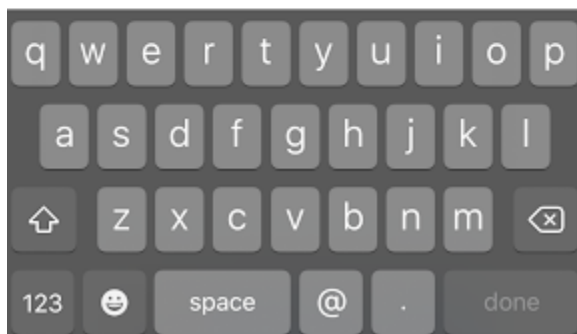 q w e r t y u i o p
a s d f g h j k l
z x c v b n m
123 space @ . done